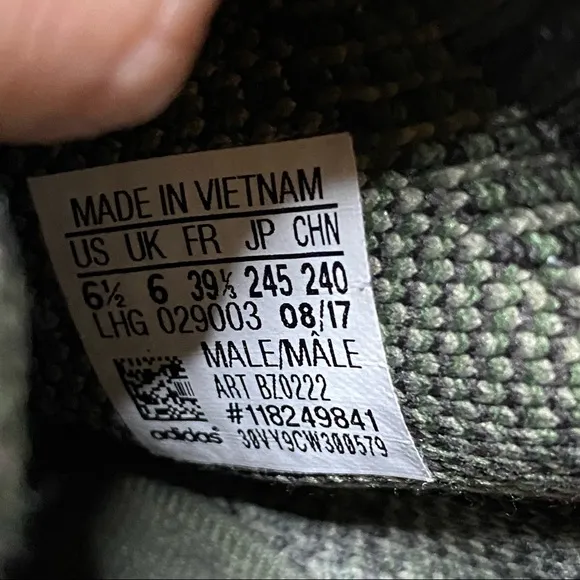 MADE IN VIETNAM
US UK FR JP CHN
6½ 6 39⅓ 245 240
LHG 029003 08/17
MALE/MÂLE
ART BZ0222
#118249841
adidas 30VY9CW300579